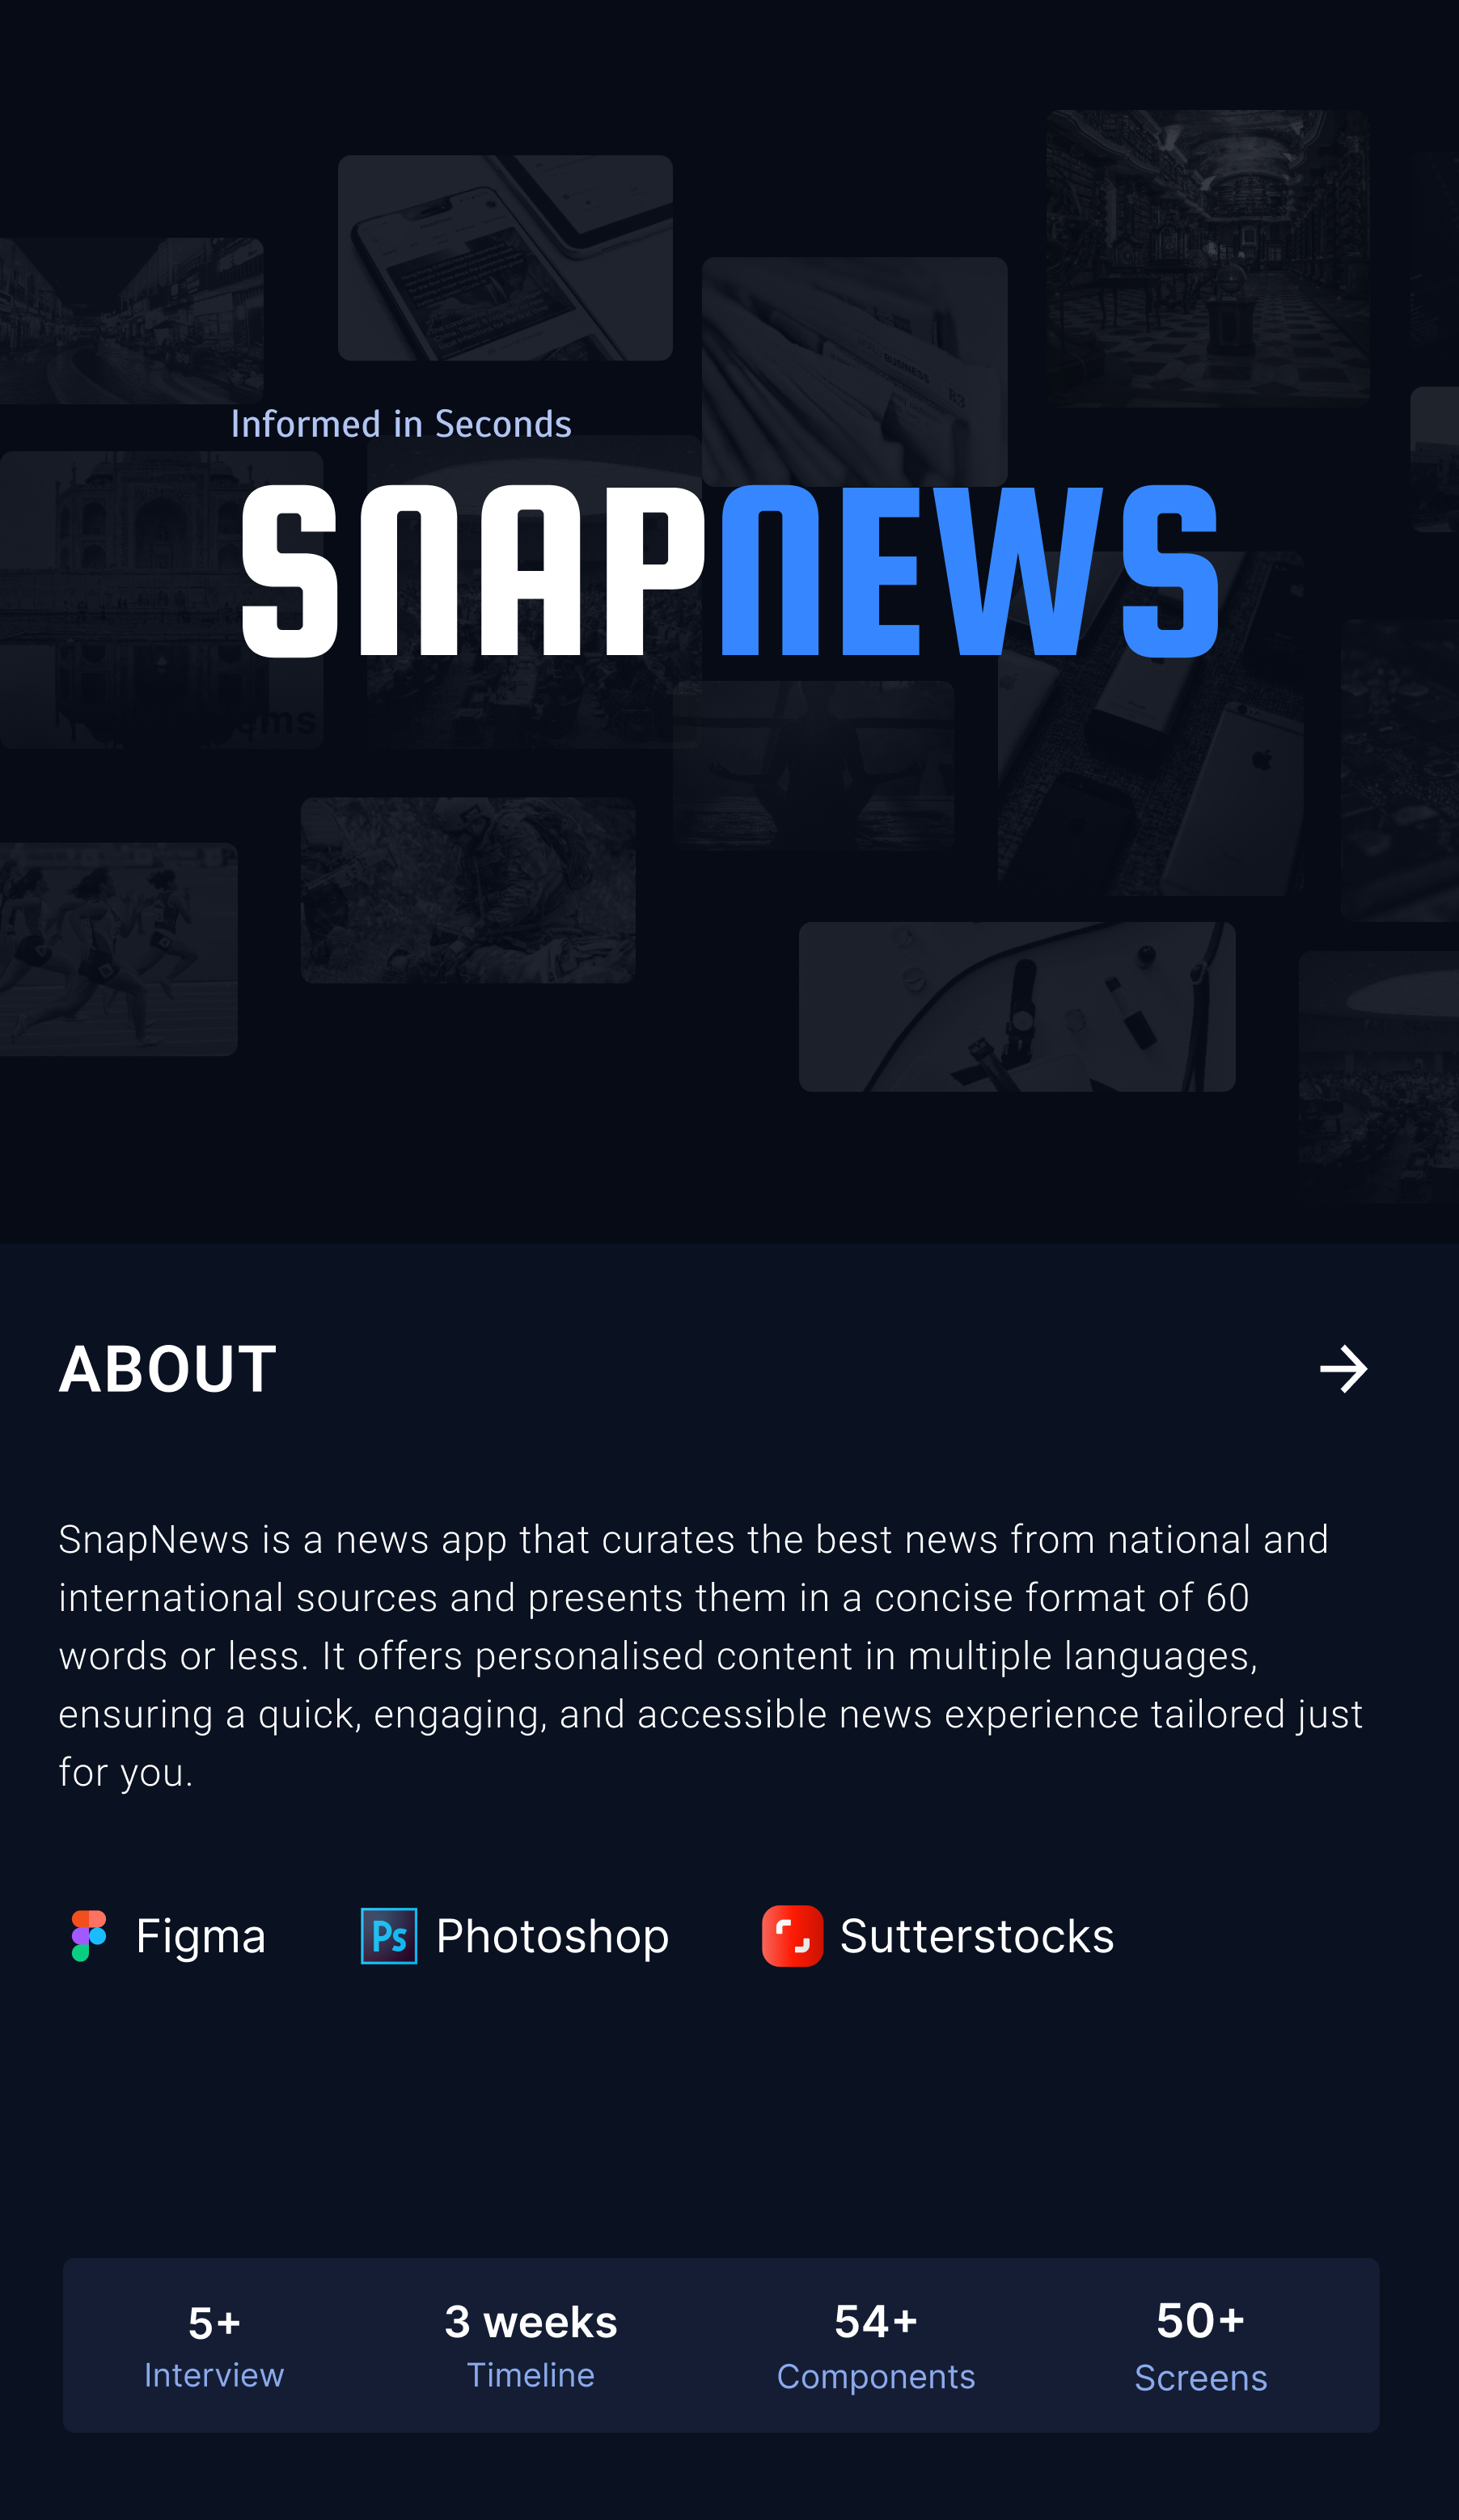 BUSINESS
83
Informed in Seconds
SNAPNEWS
oms
ABOUT
SnapNews is a news app that curates the best news from national and
international sources and presents them in a concise format of 60
words or less. It offers personalised content in multiple languages,
ensuring a quick, engaging, and accessible news experience tailored just
for you.
Figma
Ps Photoshop
Sutterstocks
5+ 3 weeks 54+ 50+
Interview Timeline Components Screens